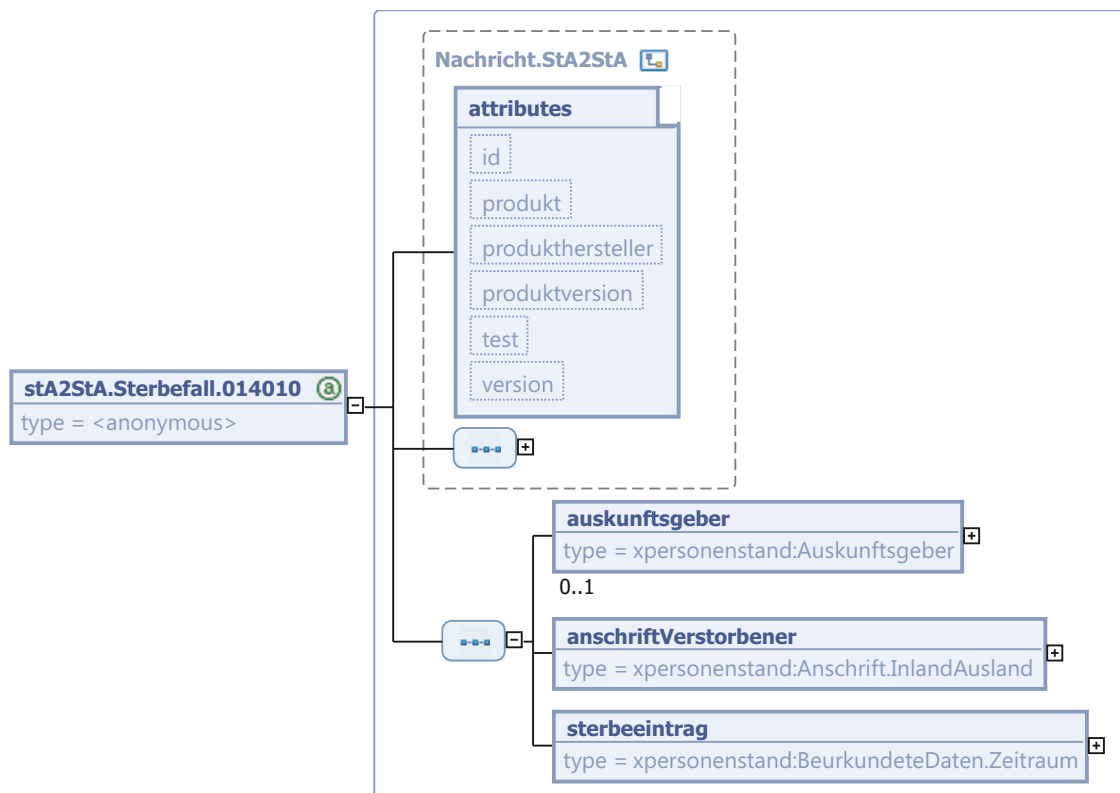 Nachricht.StA2StA
attributes
id
produkt
produkthersteller
produktversion
test
version
stA2StA.Sterbefall.014010 a
type = <anonymous>
auskunftsgeber
type = xpersonenstand:Auskunftsgeber
0..1
anschriftVerstorbener
type = xpersonenstand:Anschrift.InlandAusland
sterbeeintrag
type = xpersonenstand:BeurkundeteDaten.Zeitraum